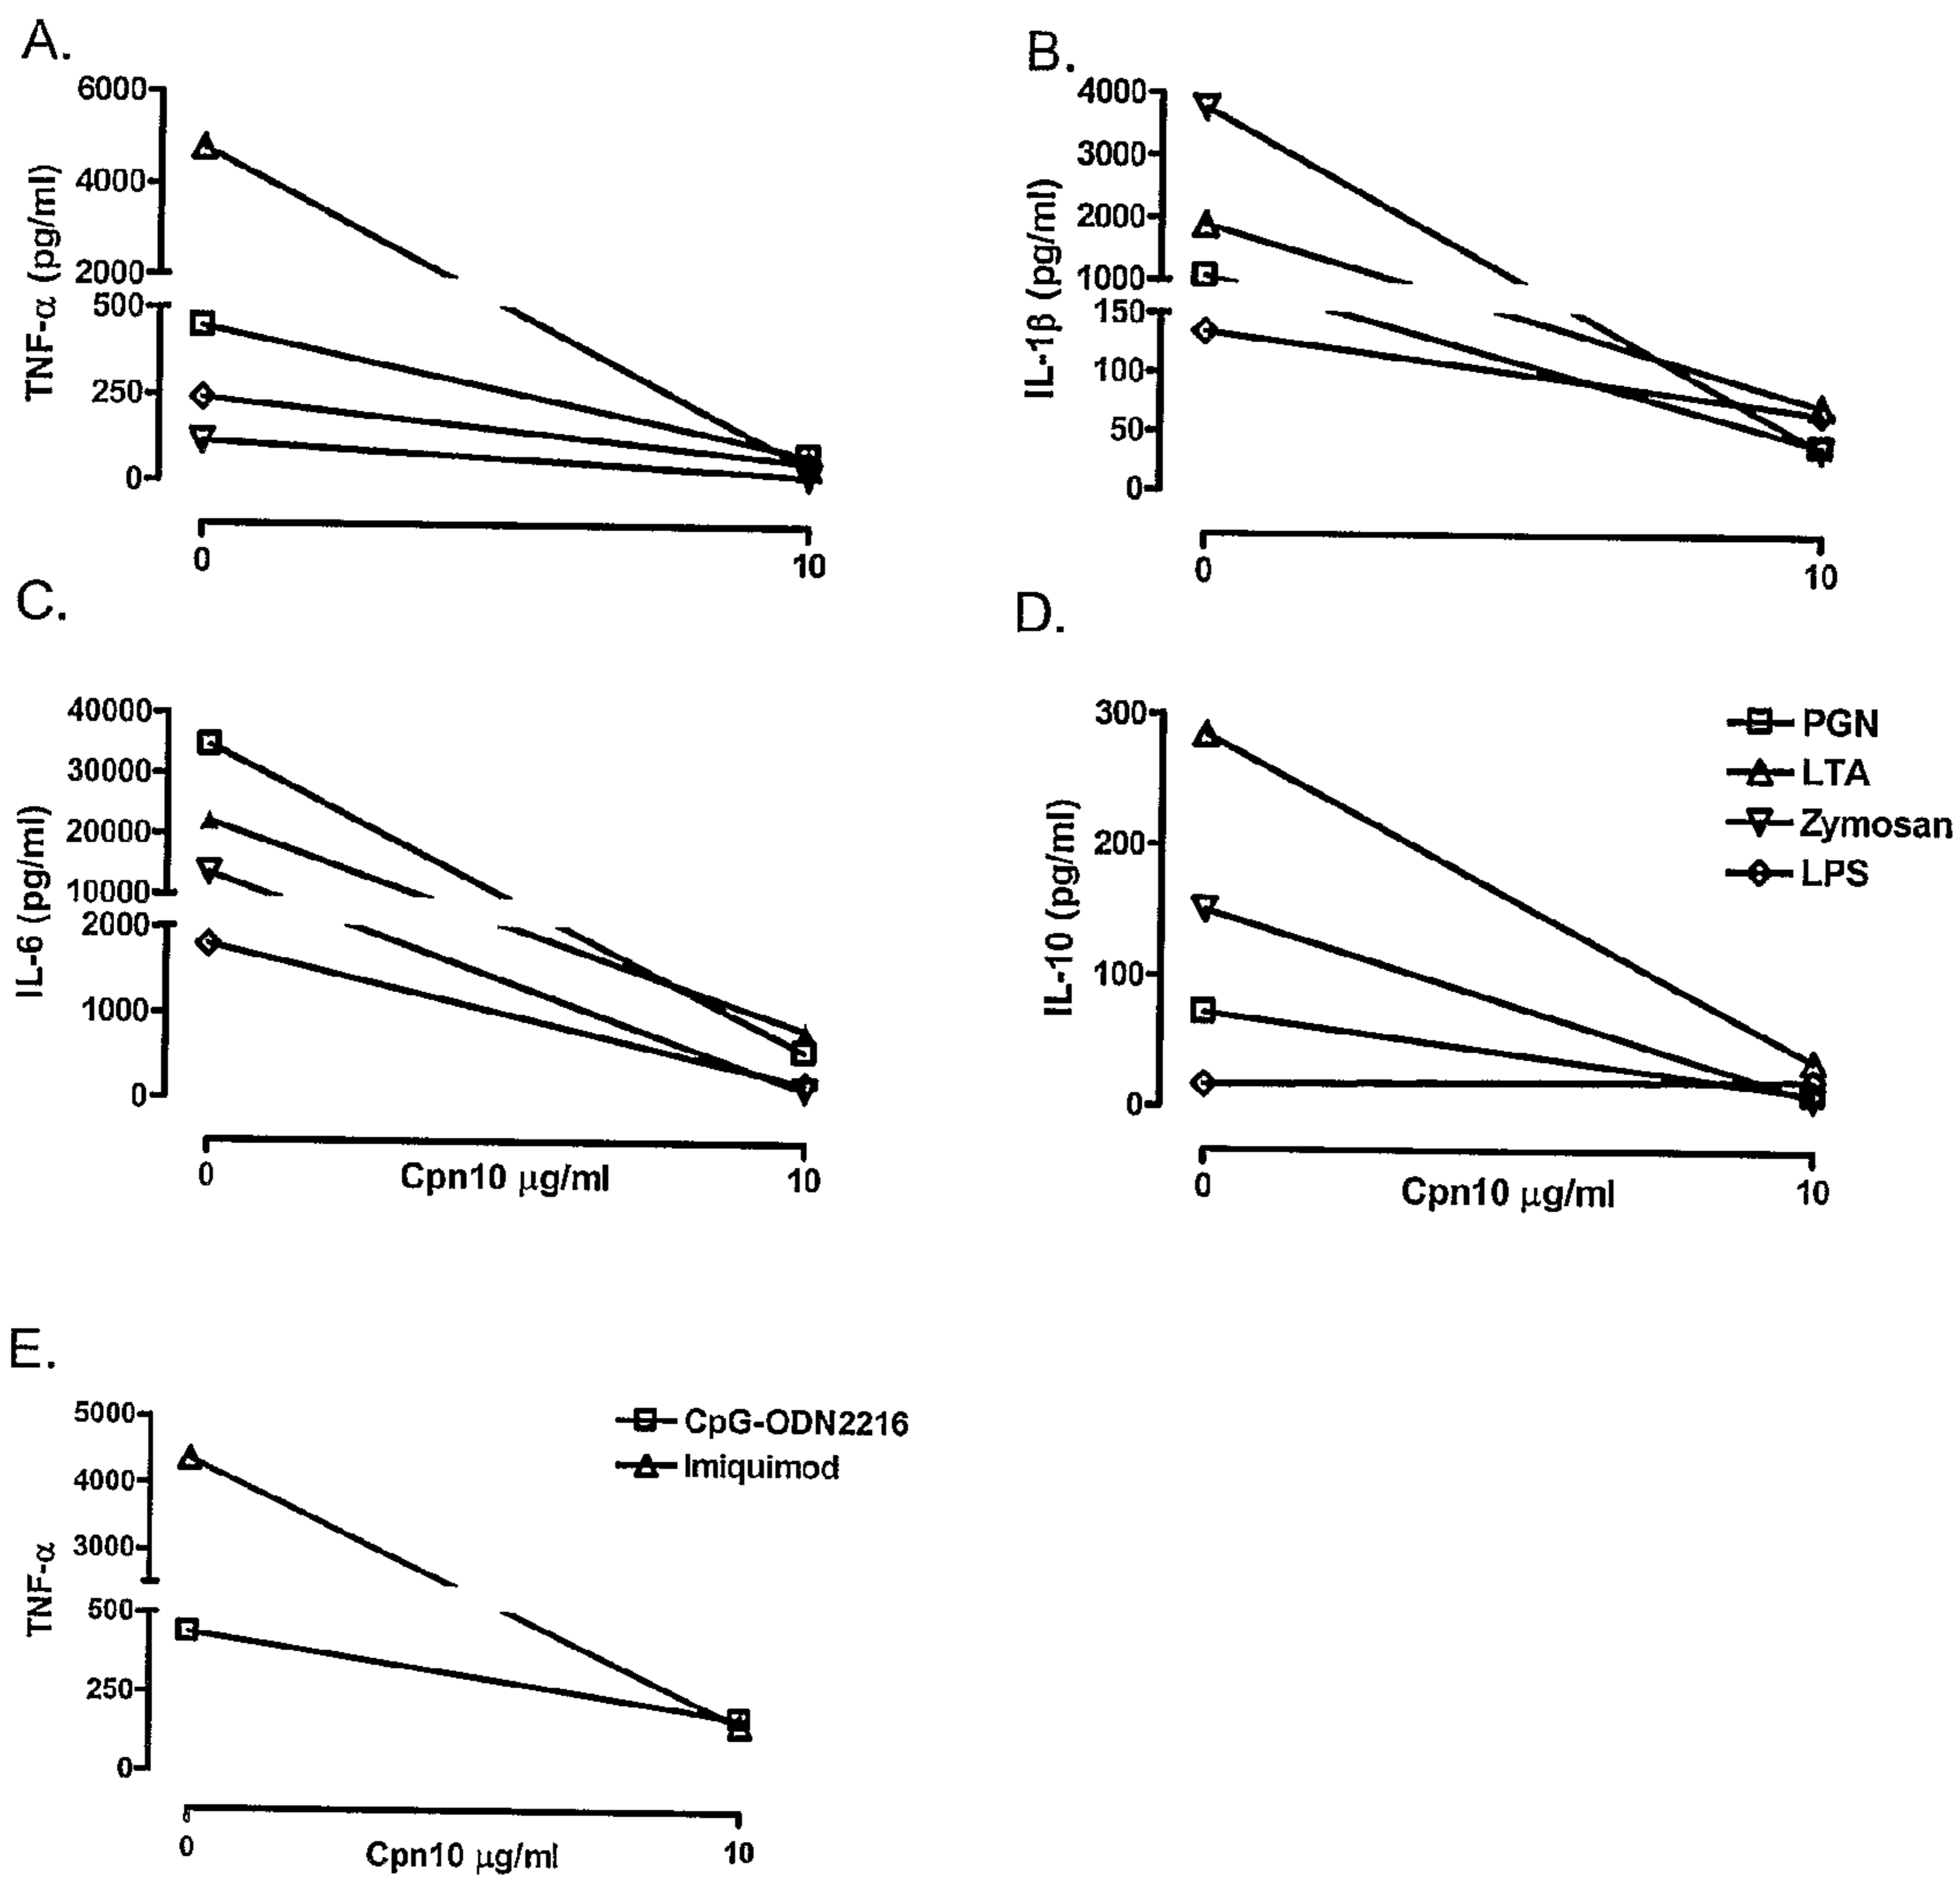 A.
6000
4000
2000
500
250
0
TNF-α (pg/ml)
0
10
B.
4000
3000
2000
1000
150
100
50
0
IL-1β (pg/ml)
0
10
C.
40000
30000
20000
10000
2000
1000
0
IL-6 (pg/ml)
0
Cpn10 μg/ml
10
D.
300
200
100
0
IL-10 (pg/ml)
PGN
LTA
Zymosan
LPS
0
Cpn10 μg/ml
10
E.
5000
4000
3000
500
250
0
TNF-α
CpG-ODN2216
Imiquimod
0
Cpn10 μg/ml
10